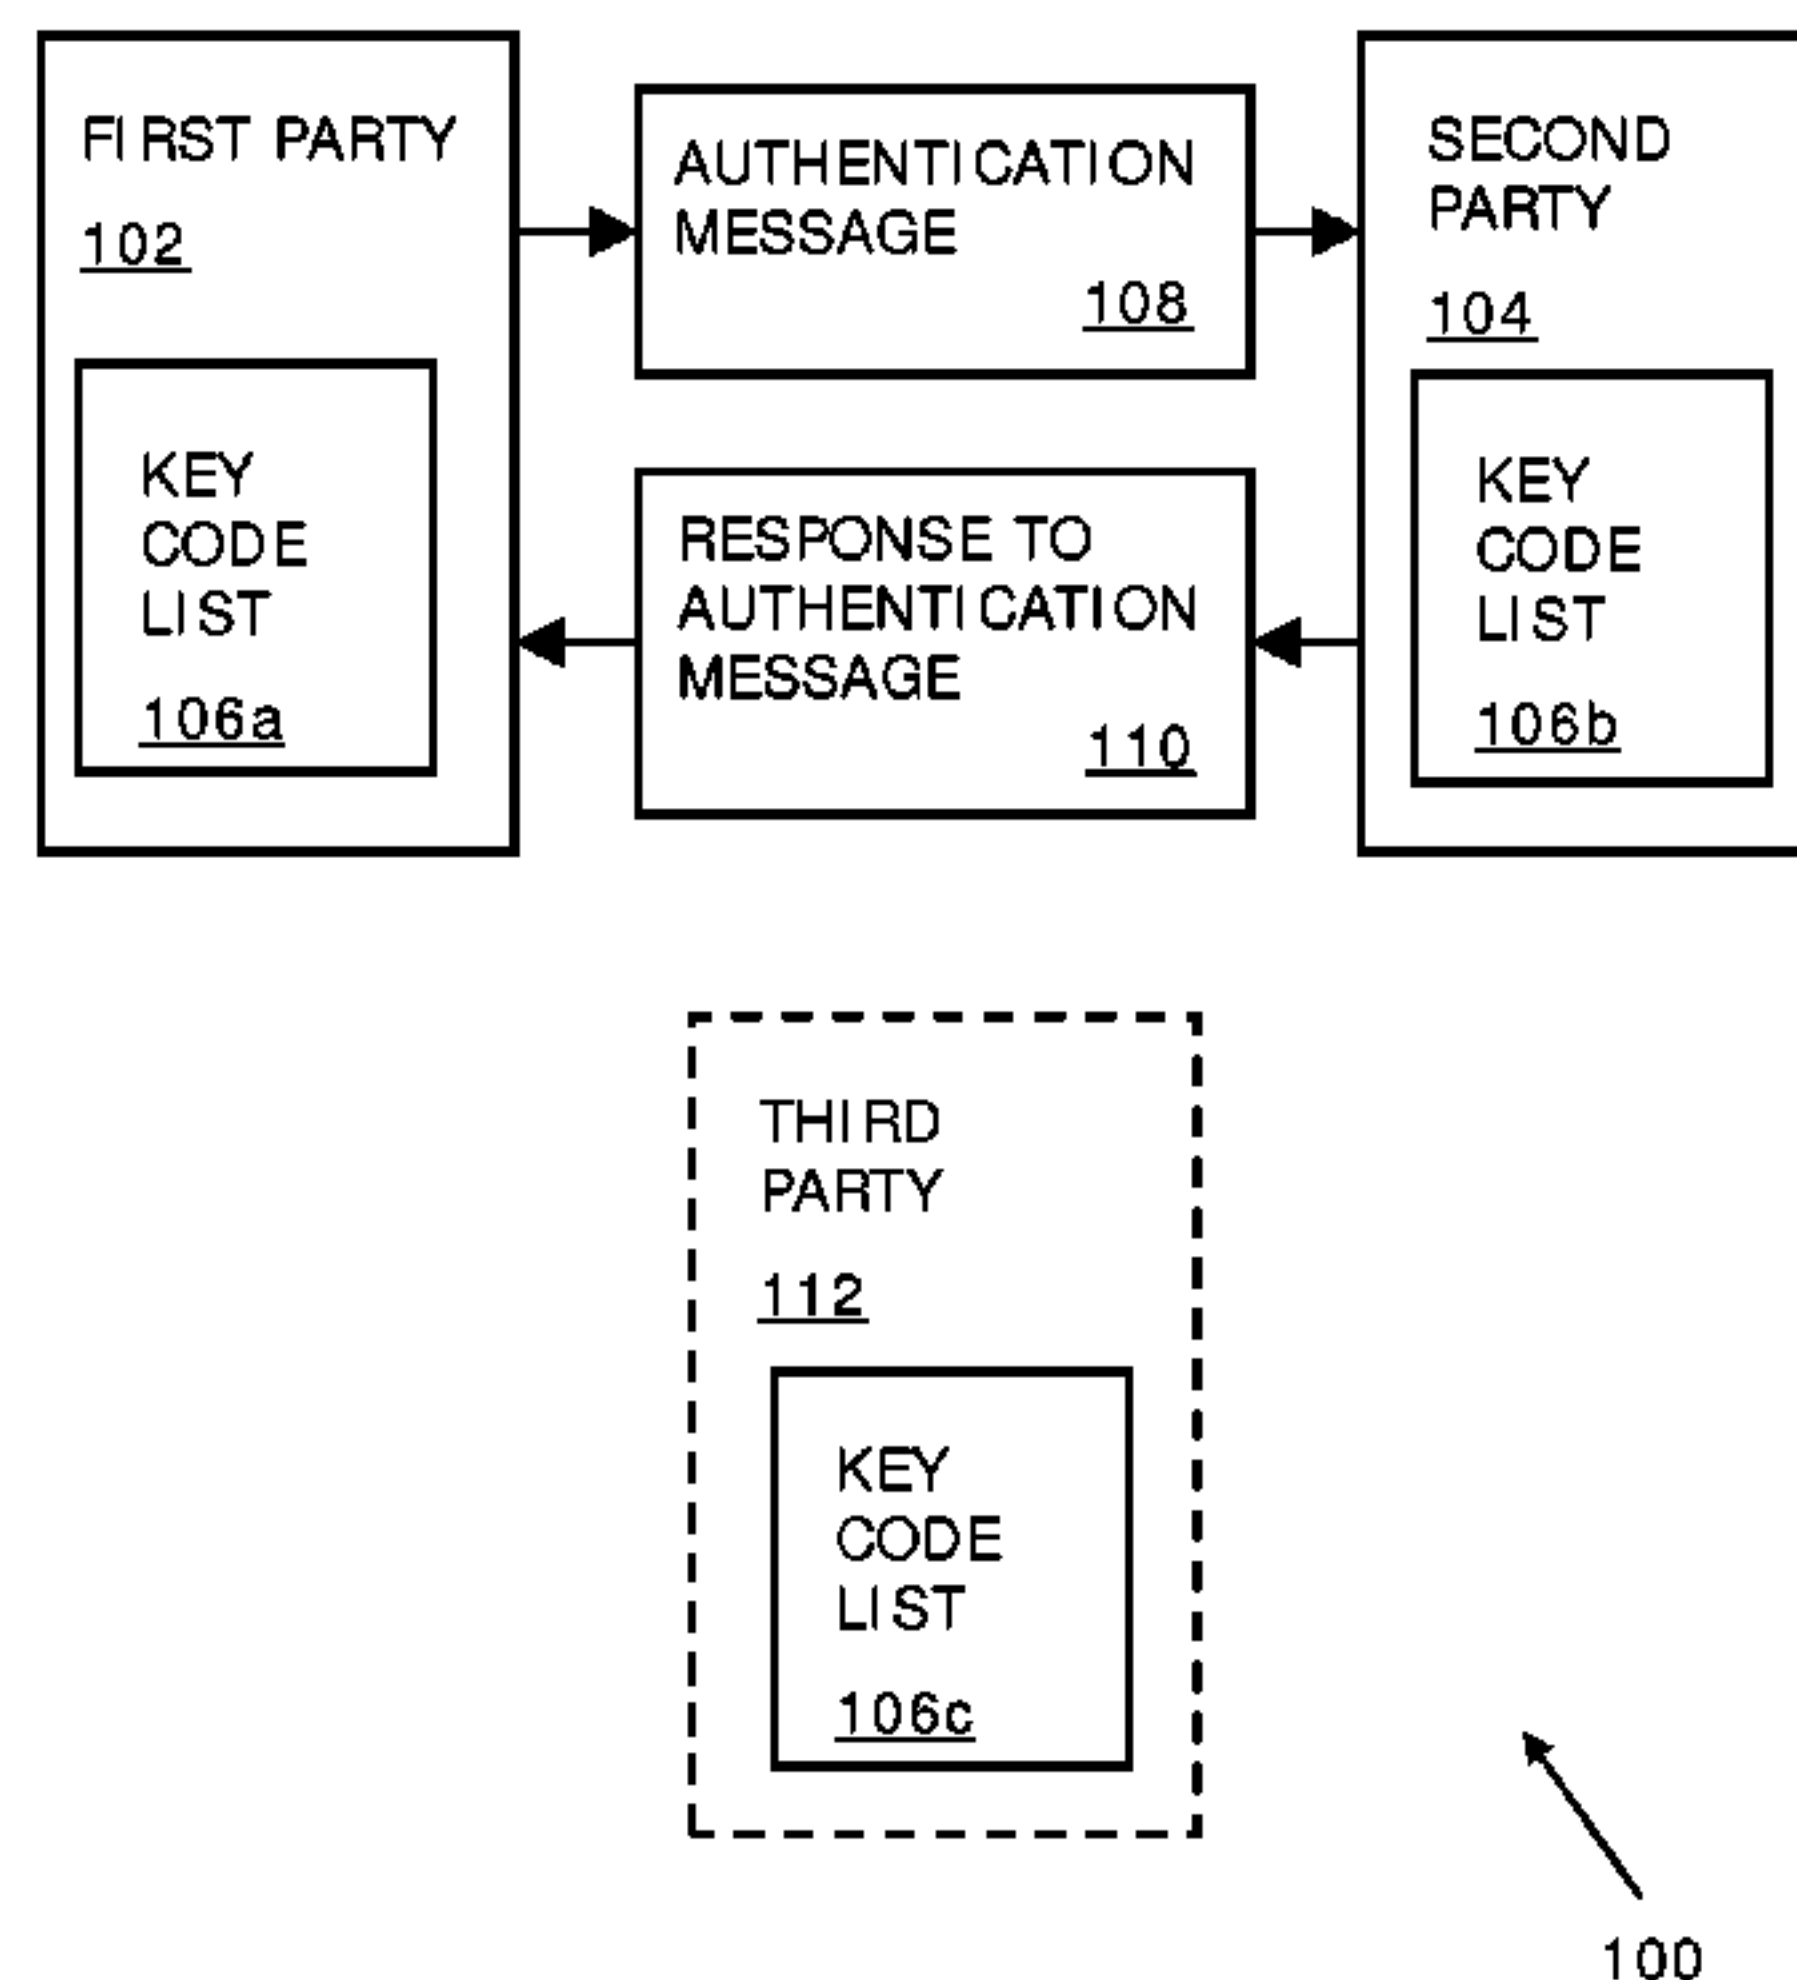 FIRST PARTY
102
KEY
CODE
LIST
106a
AUTHENTICATION
MESSAGE
108
RESPONSE TO
AUTHENTICATION
MESSAGE
110
SECOND
PARTY
104
KEY
CODE
LIST
106b
THIRD
PARTY
112
KEY
CODE
LIST
106c
100